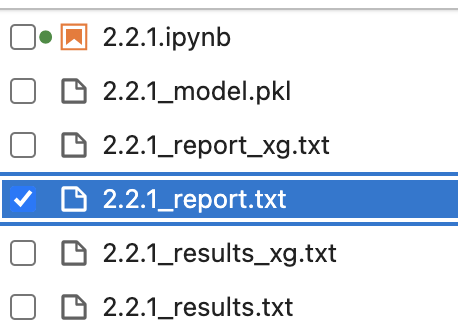 2.2.1.ipynb
2.2.1_model.pkl
2.2.1_report_xg.txt
2.2.1_report.txt
2.2.1_results_xg.txt
2.2.1_results.txt